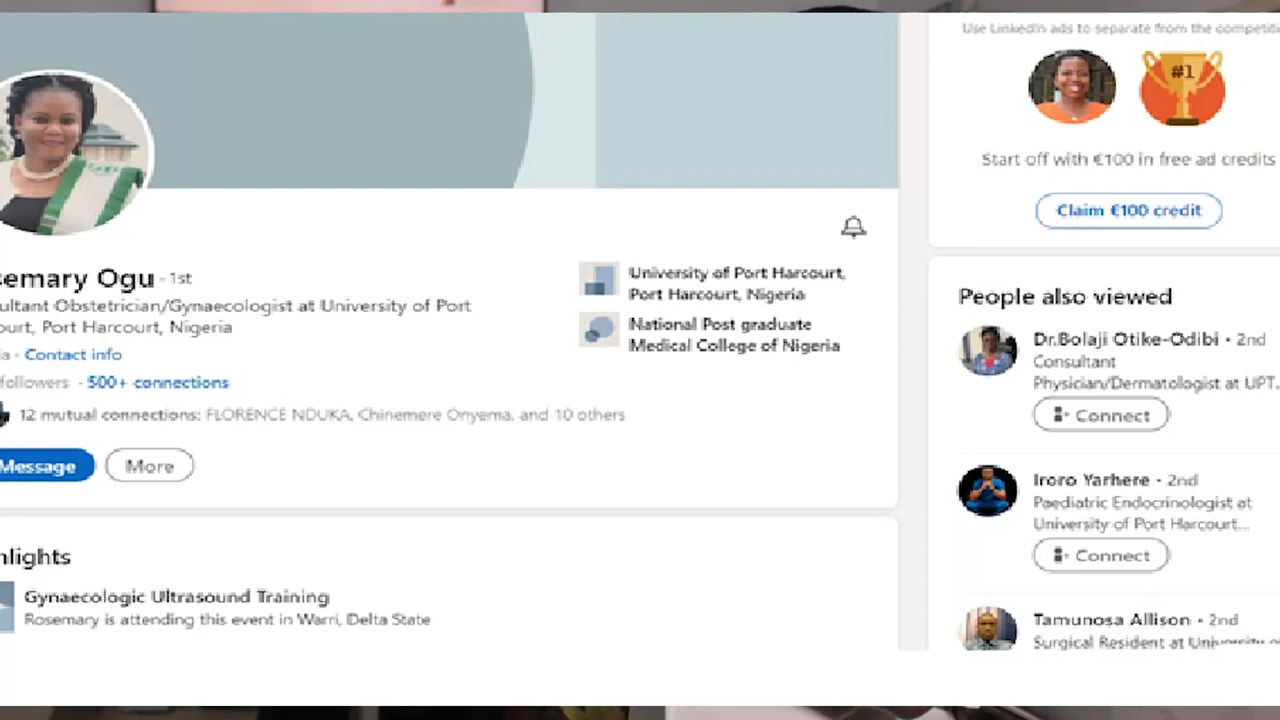 semary Ogu · 1st
ultant Obstetrician/Gynaecologist at University of Port
ourt, Port Harcourt, Nigeria
ia · Contact info
followers · 500+ connections
12 mutual connections: FLORENCE NDUKA, Chinemere Onyema, and 10 others
Message
More
University of Port Harcourt,
Port Harcourt, Nigeria
National Post graduate
Medical College of Nigeria
hlights
Gynaecologic Ultrasound Training
Rosemary is attending this event in Warri, Delta State
Use LinkedIn ads to separate from the competiti
#1
Start off with €100 in free ad credits
Claim €100 credit
People also viewed
Dr.Bolaji Otike-Odibi · 2nd
Consultant
Physician/Dermatologist at UPT...
Connect
Iroro Yarhere · 2nd
Paediatric Endocrinologist at
University of Port Harcourt...
Connect
Tamunosa Allison · 2nd
Surgical Resident at University of